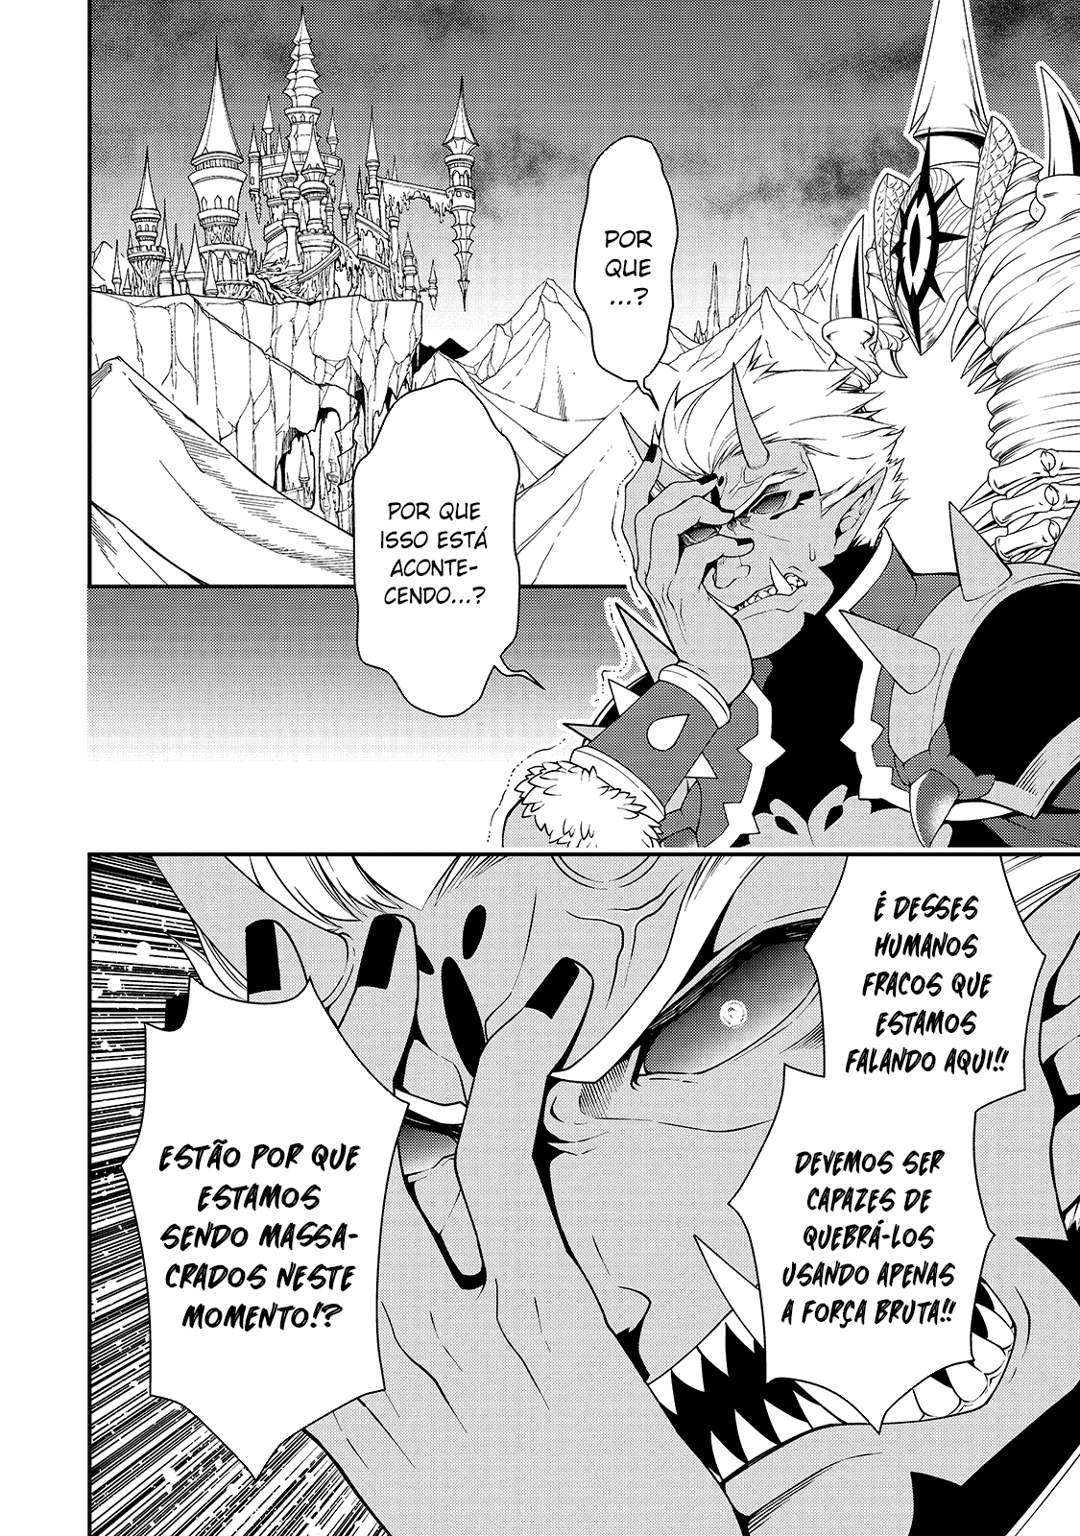 POR
QUE
...?
POR QUE
ISSO ESTÁ
ACONTE-
CENDO...?
É DESSES
HUMANOS
FRACOS QUE
ESTAMOS
FALANDO AQUI!!
DEVEMOS SER
CAPAZES DE
QUEBRÁ-LOS
USANDO APENAS
A FORÇA BRUTA!!
ESTÃO POR QUE
ESTAMOS
SENDO MASSA-
CRADOS NESTE
MOMENTO!?